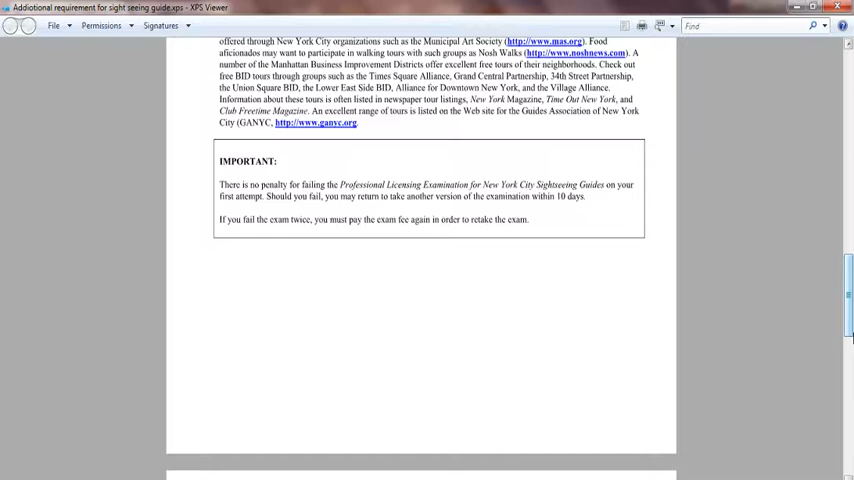 Addiotional requirement for sight seeing guide.xps - XPS Viewer
File Permissions Signatures Find
offered through New York City organizations such as the Municipal Art Society (http://www.mas.org). Food
aficionados may want to participate in walking tours with such groups as Nosh Walks (http://www.noshnews.com). A
number of the Manhattan Business Improvement Districts offer excellent free tours of their neighborhoods. Check out
free BID tours through groups such as the Times Square Alliance, Grand Central Partnership, 34th Street Partnership,
the Union Square BID, the Lower East Side BID, Alliance for Downtown New York, and the Village Alliance.
Information about these tours is often listed in newspaper tour listings, New York Magazine, Time Out New York, and
Club Freetime Magazine. An excellent range of tours is listed on the Web site for the Guides Association of New York
City (GANYC, http://www.ganyc.org.
IMPORTANT:
There is no penalty for failing the Professional Licensing Examination for New York City Sightseeing Guides on your
first attempt. Should you fail, you may return to take another version of the examination within 10 days.
If you fail the exam twice, you must pay the exam fee again in order to retake the exam.